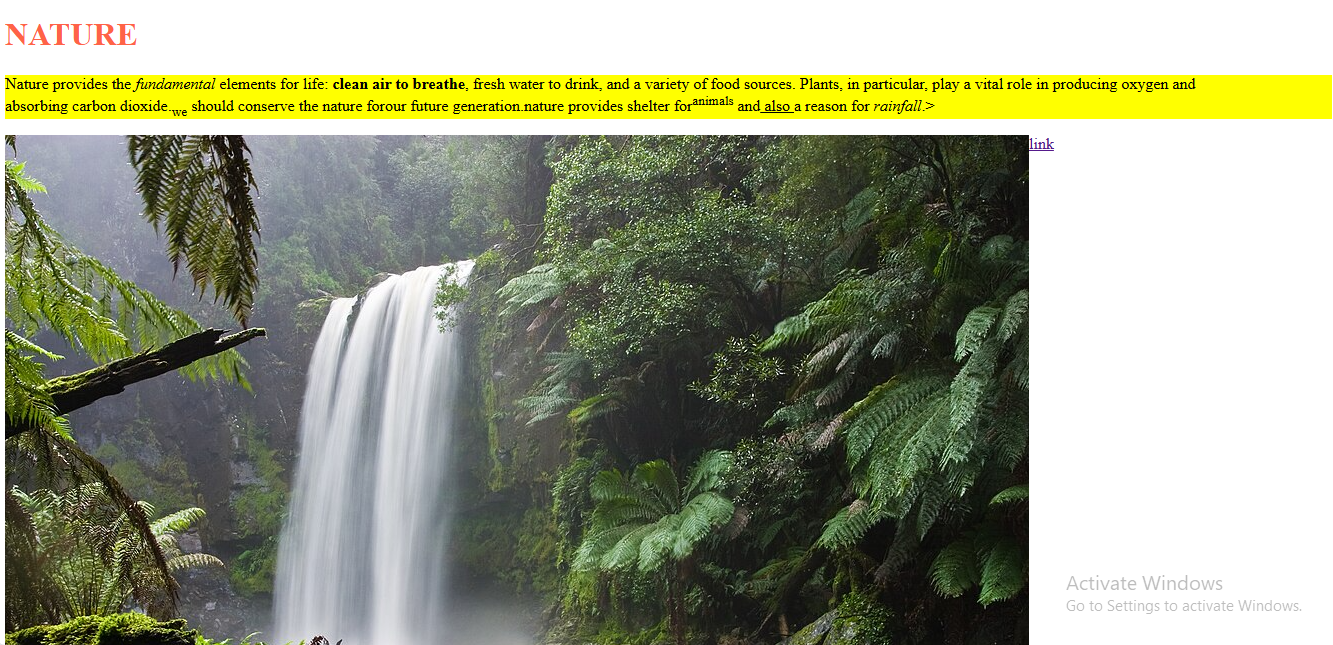 NATURE
Nature provides the fundamental elements for life: clean air to breathe, fresh water to drink, and a variety of food sources. Plants, in particular, play a vital role in producing oxygen and
absorbing carbon dioxide.we should conserve the nature forour future generation.nature provides shelter foranimals and also a reason for rainfall.>
link
Activate Windows
Go to Settings to activate Windows.